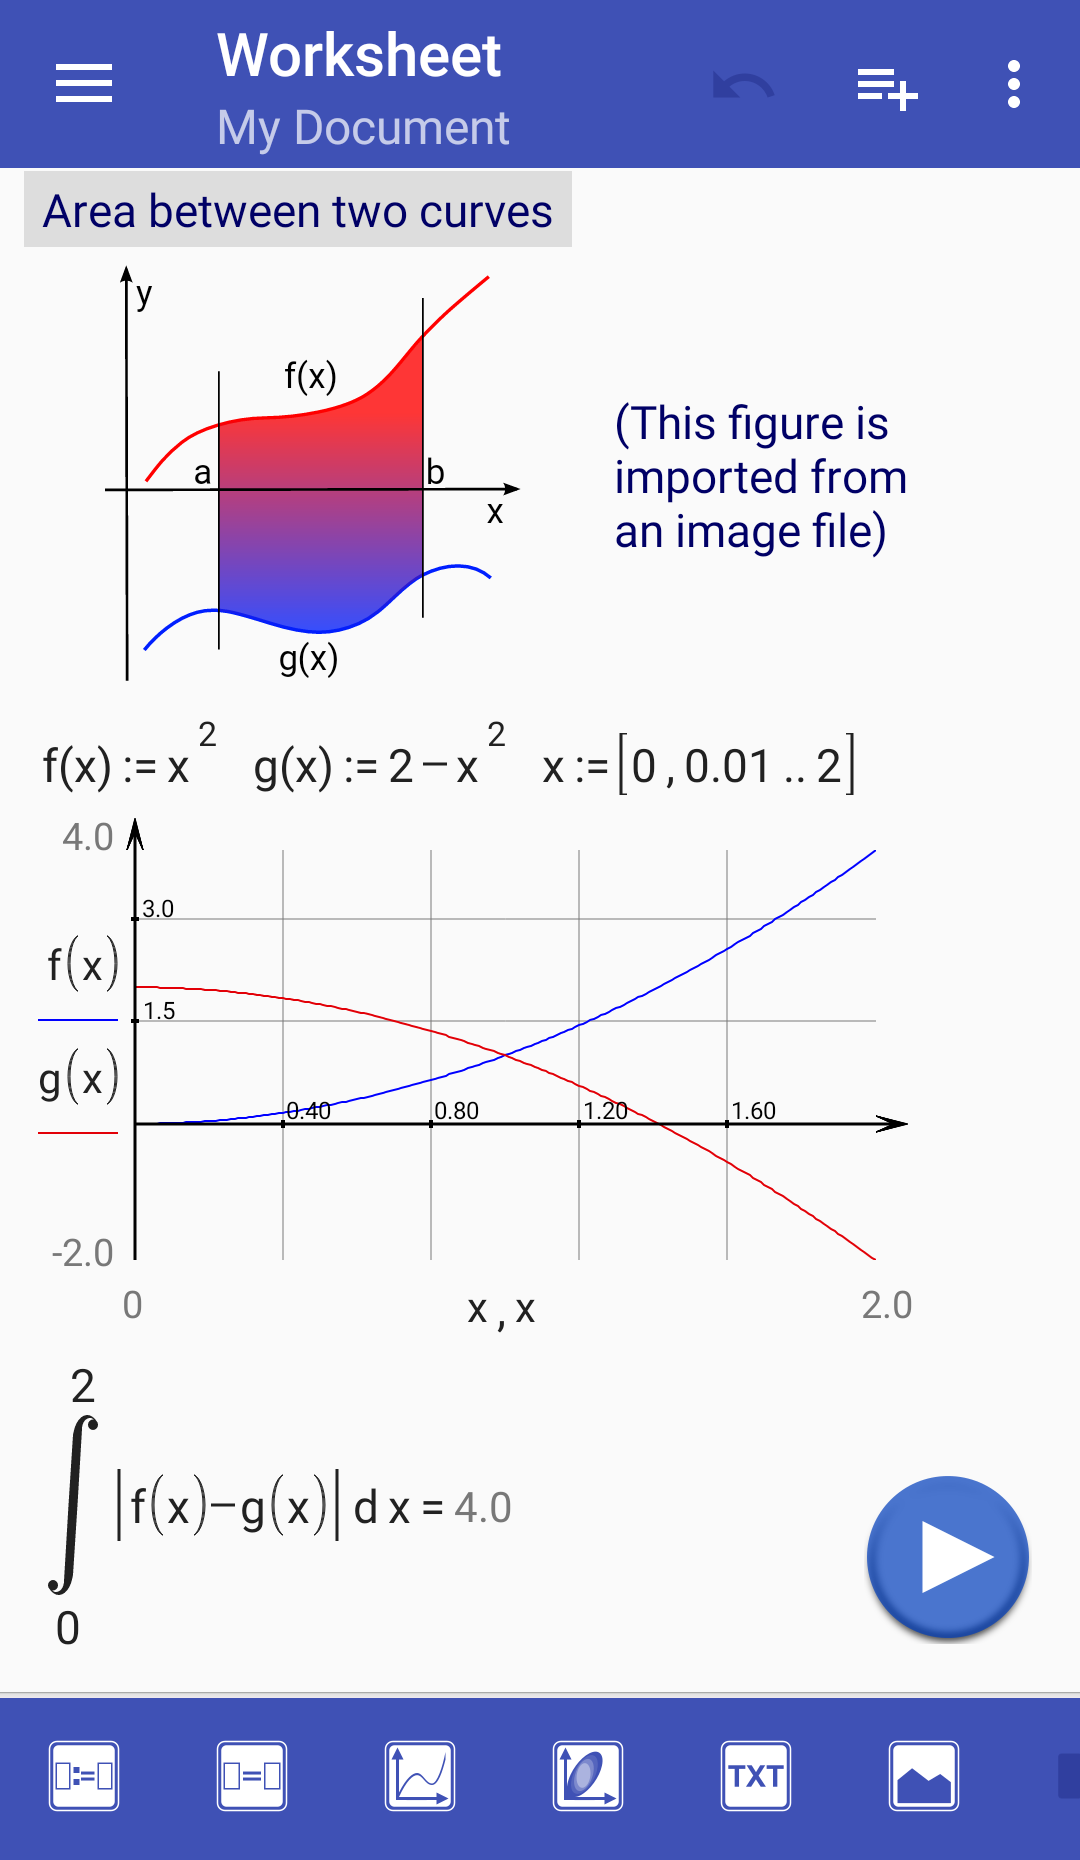 Worksheet
My Document
Area between two curves
y
f(x)
a
b
x
g(x)
(This figure is
imported from
an image file)
f(x) := x² g(x) := 2 – x² x := [0 , 0.01 .. 2]
4.0
3.0
f(x)
1.5
g(x)
0.40 0.80 1.20 1.60
-2.0
0 x , x 2.0
2
∫ |f(x)–g(x)| d x = 4.0
0
:= = TXT